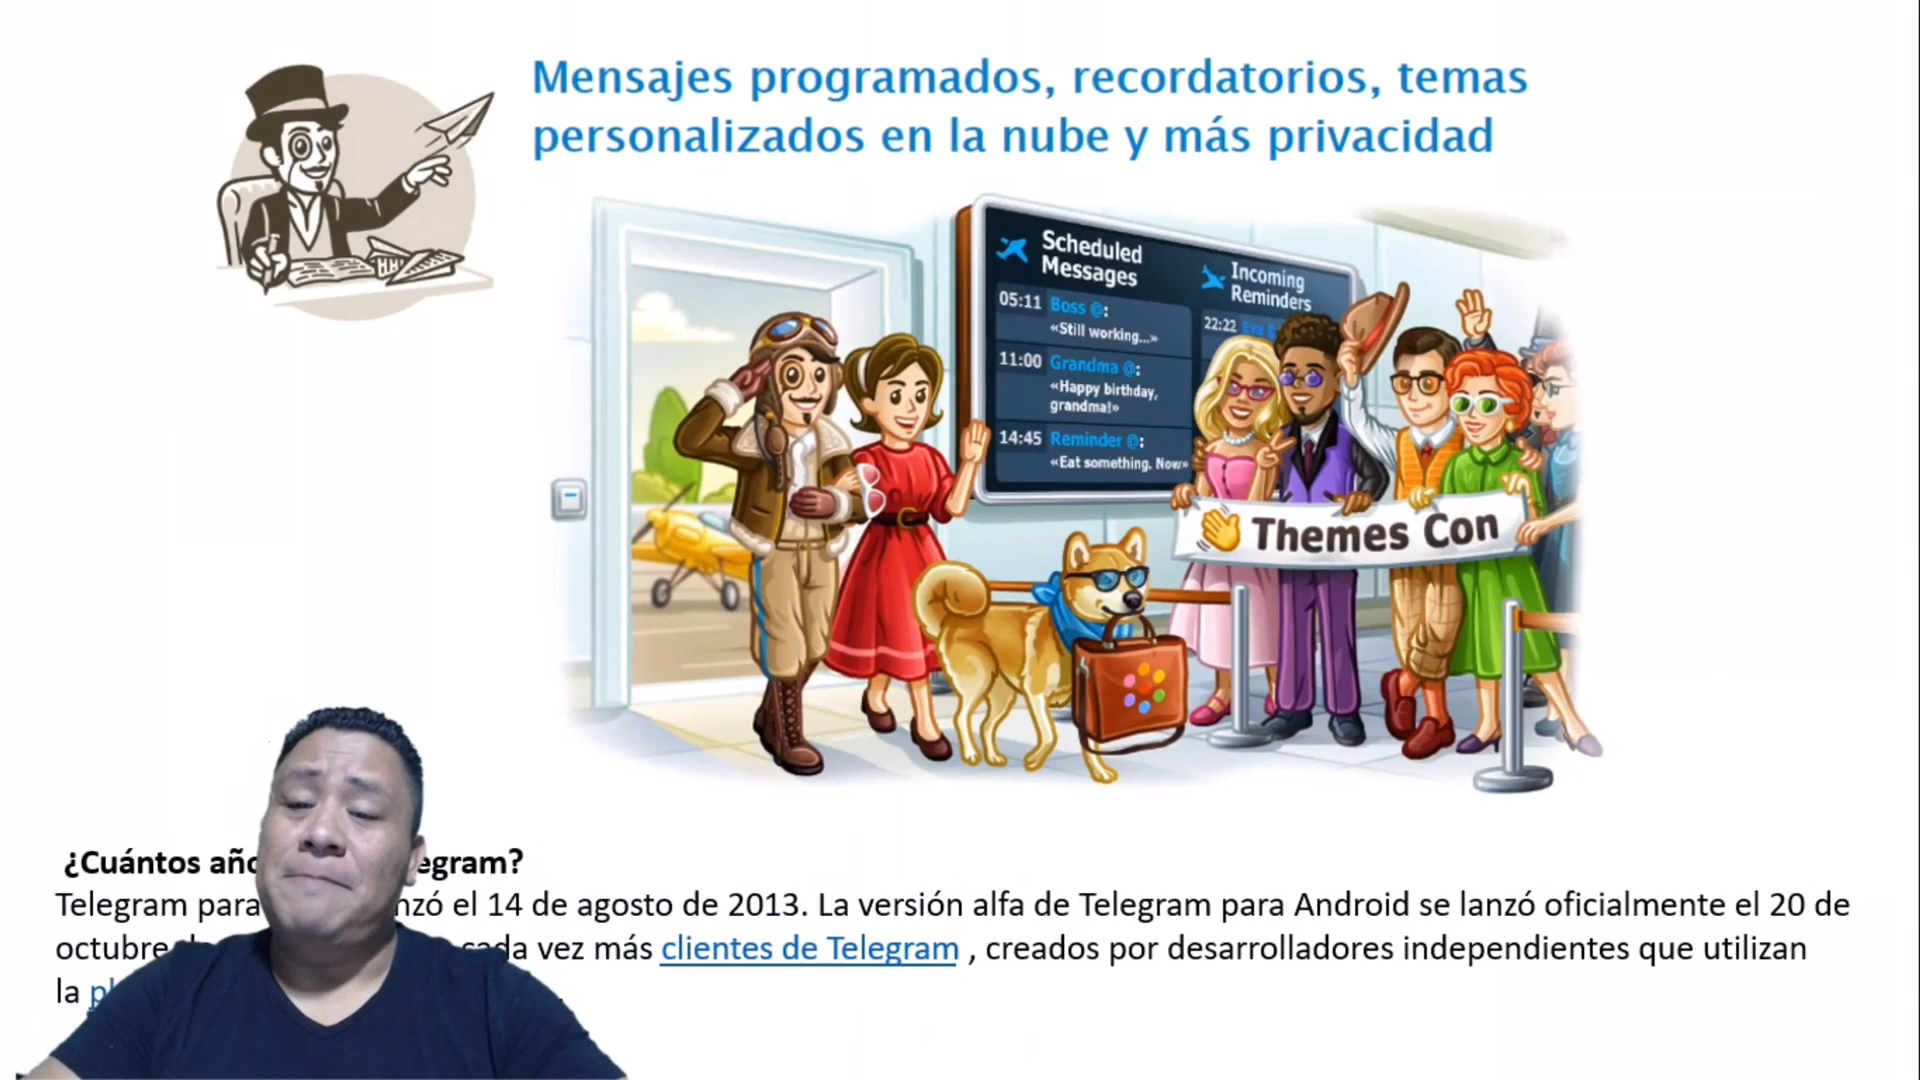 Mensajes programados, recordatorios, temas
personalizados en la nube y más privacidad
Scheduled
Messages
05:11 Boss @:
«Still working...»
11:00 Grandma @:
«Happy birthday,
grandma!»
14:45 Reminder @:
«Eat something. Now»
Incoming
Reminders
22:22 Eva
Themes Con
¿Cuántos egram?
Telegram para nzó el 14 de agosto de 2013. La versión alfa de Telegram para Android se lanzó oficialmente el 20 de
octubre cada vez más clientes de Telegram , creados por desarrolladores independientes que utilizan
la